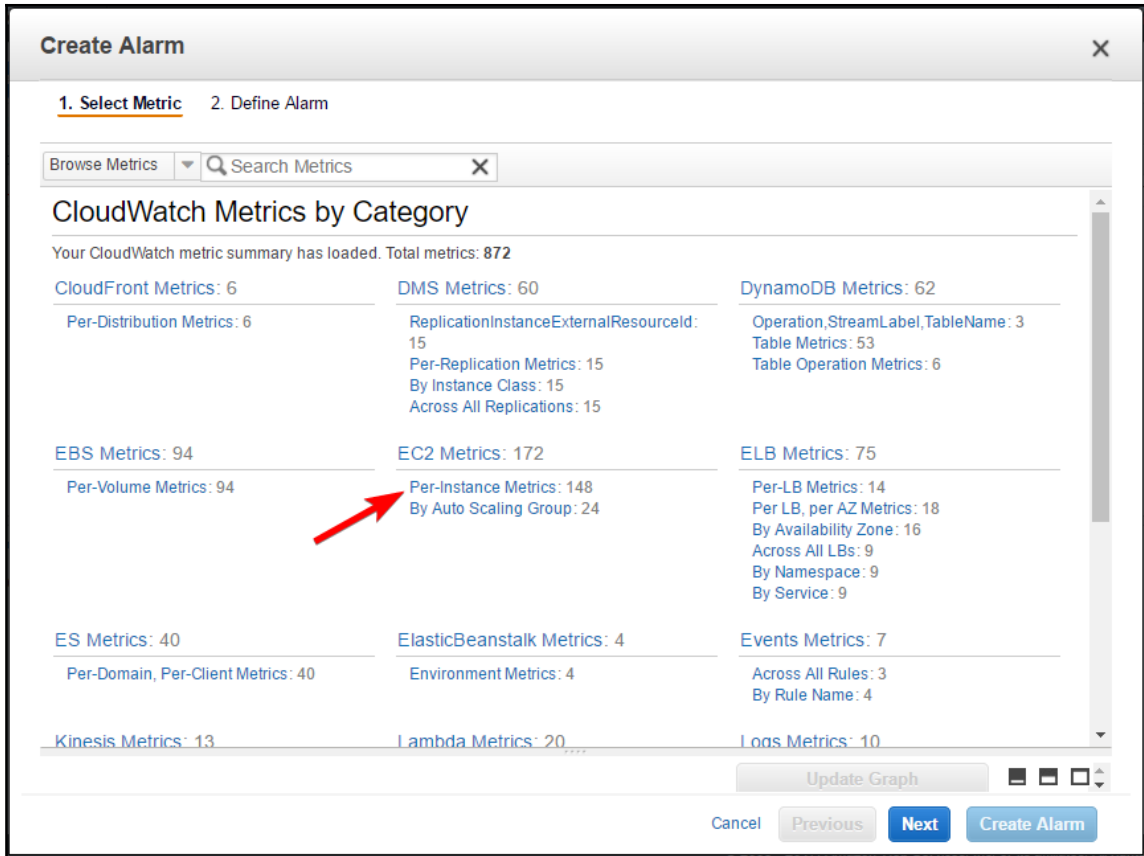 Create Alarm
1. Select Metric 2. Define Alarm
Browse Metrics Search Metrics
CloudWatch Metrics by Category
Your CloudWatch metric summary has loaded. Total metrics: 872
CloudFront Metrics: 6
Per-Distribution Metrics: 6
DMS Metrics: 60
ReplicationInstanceExternalResourceId:
15
Per-Replication Metrics: 15
By Instance Class: 15
Across All Replications: 15
DynamoDB Metrics: 62
Operation,StreamLabel,TableName: 3
Table Metrics: 53
Table Operation Metrics: 6
EBS Metrics: 94
Per-Volume Metrics: 94
EC2 Metrics: 172
Per-Instance Metrics: 148
By Auto Scaling Group: 24
ELB Metrics: 75
Per-LB Metrics: 14
Per LB, per AZ Metrics: 18
By Availability Zone: 16
Across All LBs: 9
By Namespace: 9
By Service: 9
ES Metrics: 40
Per-Domain, Per-Client Metrics: 40
ElasticBeanstalk Metrics: 4
Environment Metrics: 4
Events Metrics: 7
Across All Rules: 3
By Rule Name: 4
Kinesis Metrics: 13
Lambda Metrics: 20
Logs Metrics: 10
Update Graph
Cancel Previous Next Create Alarm